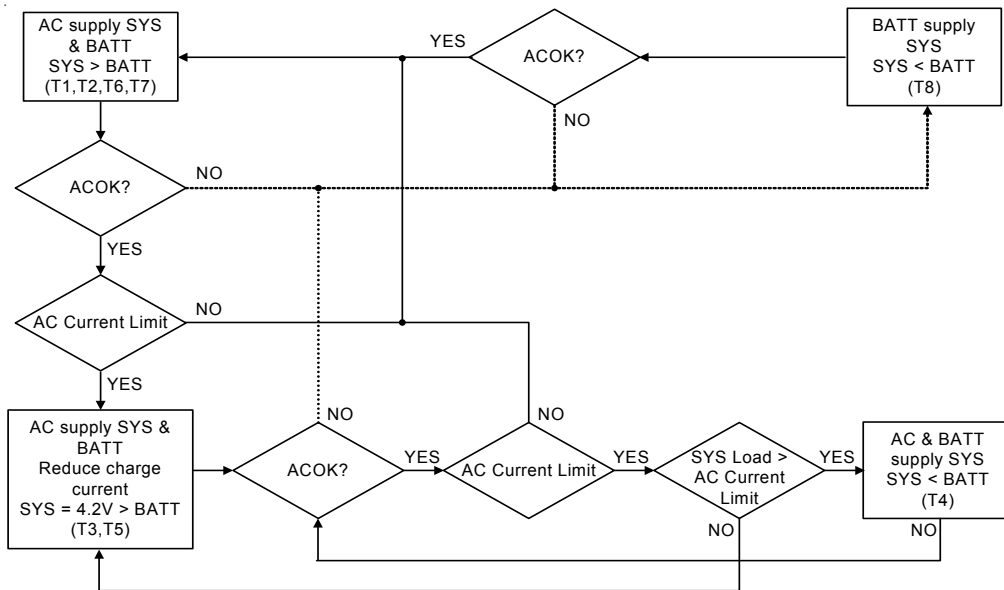 AC supply SYS
& BATT
SYS > BATT
(T1,T2,T6,T7)
YES
ACOK?
NO
BATT supply
SYS
SYS < BATT
(T8)
ACOK?
NO
YES
AC Current Limit
NO
YES
AC supply SYS &
BATT
Reduce charge
current
SYS = 4.2V > BATT
(T3,T5)
NO
ACOK?
YES
NO
AC Current Limit
YES
SYS Load >
AC Current
Limit
YES
NO
AC & BATT
supply SYS
SYS < BATT
(T4)
NO